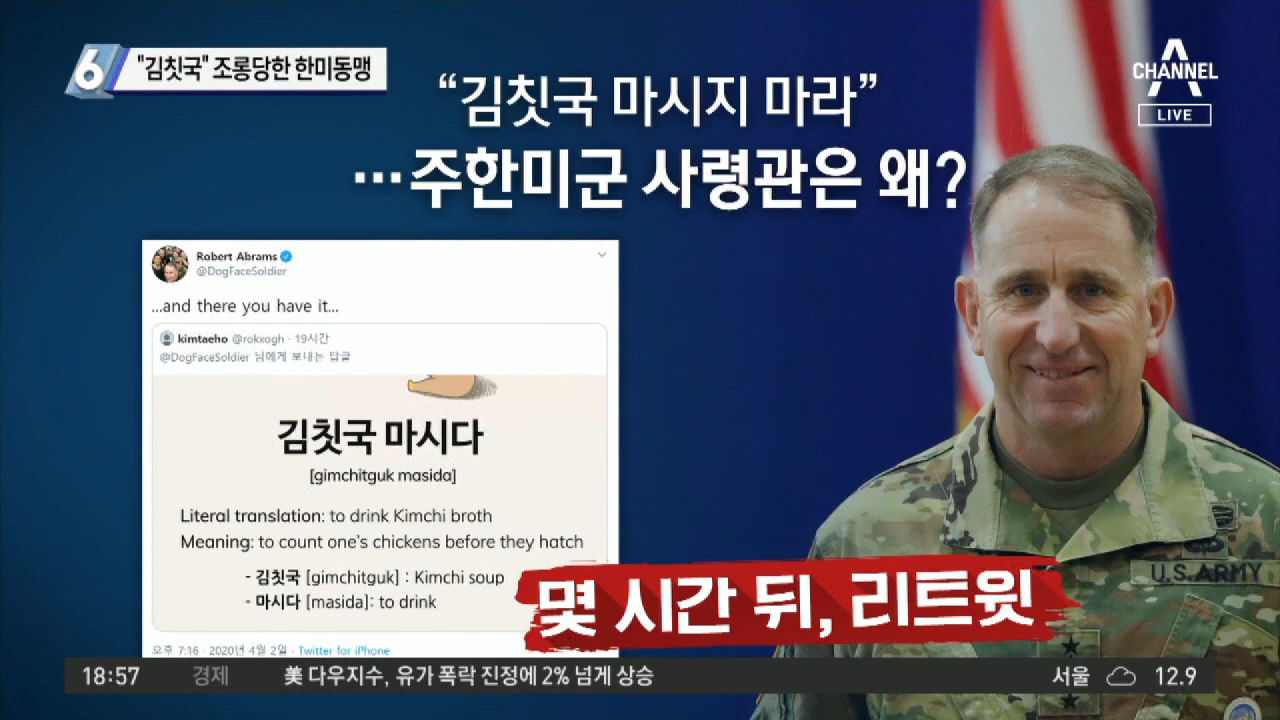 6 "김칫국" 조롱당한 한미동맹
CHANNEL A
LIVE
“김칫국 마시지 마라”
…주한미군 사령관은 왜?
Robert Abrams
@DogFaceSoldier
...and there you have it...
kimtaeho @rokxogh · 19시간
@DogFaceSoldier 님에게 보내는 답글
김칫국 마시다
[gimchitguk masida]
Literal translation: to drink Kimchi broth
Meaning: to count one's chickens before they hatch
- 김칫국 [gimchitguk] : Kimchi soup
- 마시다 [masida]: to drink
오후 7:16 · 2020년 4월 2일 · Twitter for iPhone
U.S. ARMY
몇 시간 뒤, 리트윗
18:57 경제 美 다우지수, 유가 폭락 진정에 2% 넘게 상승 서울 12.9